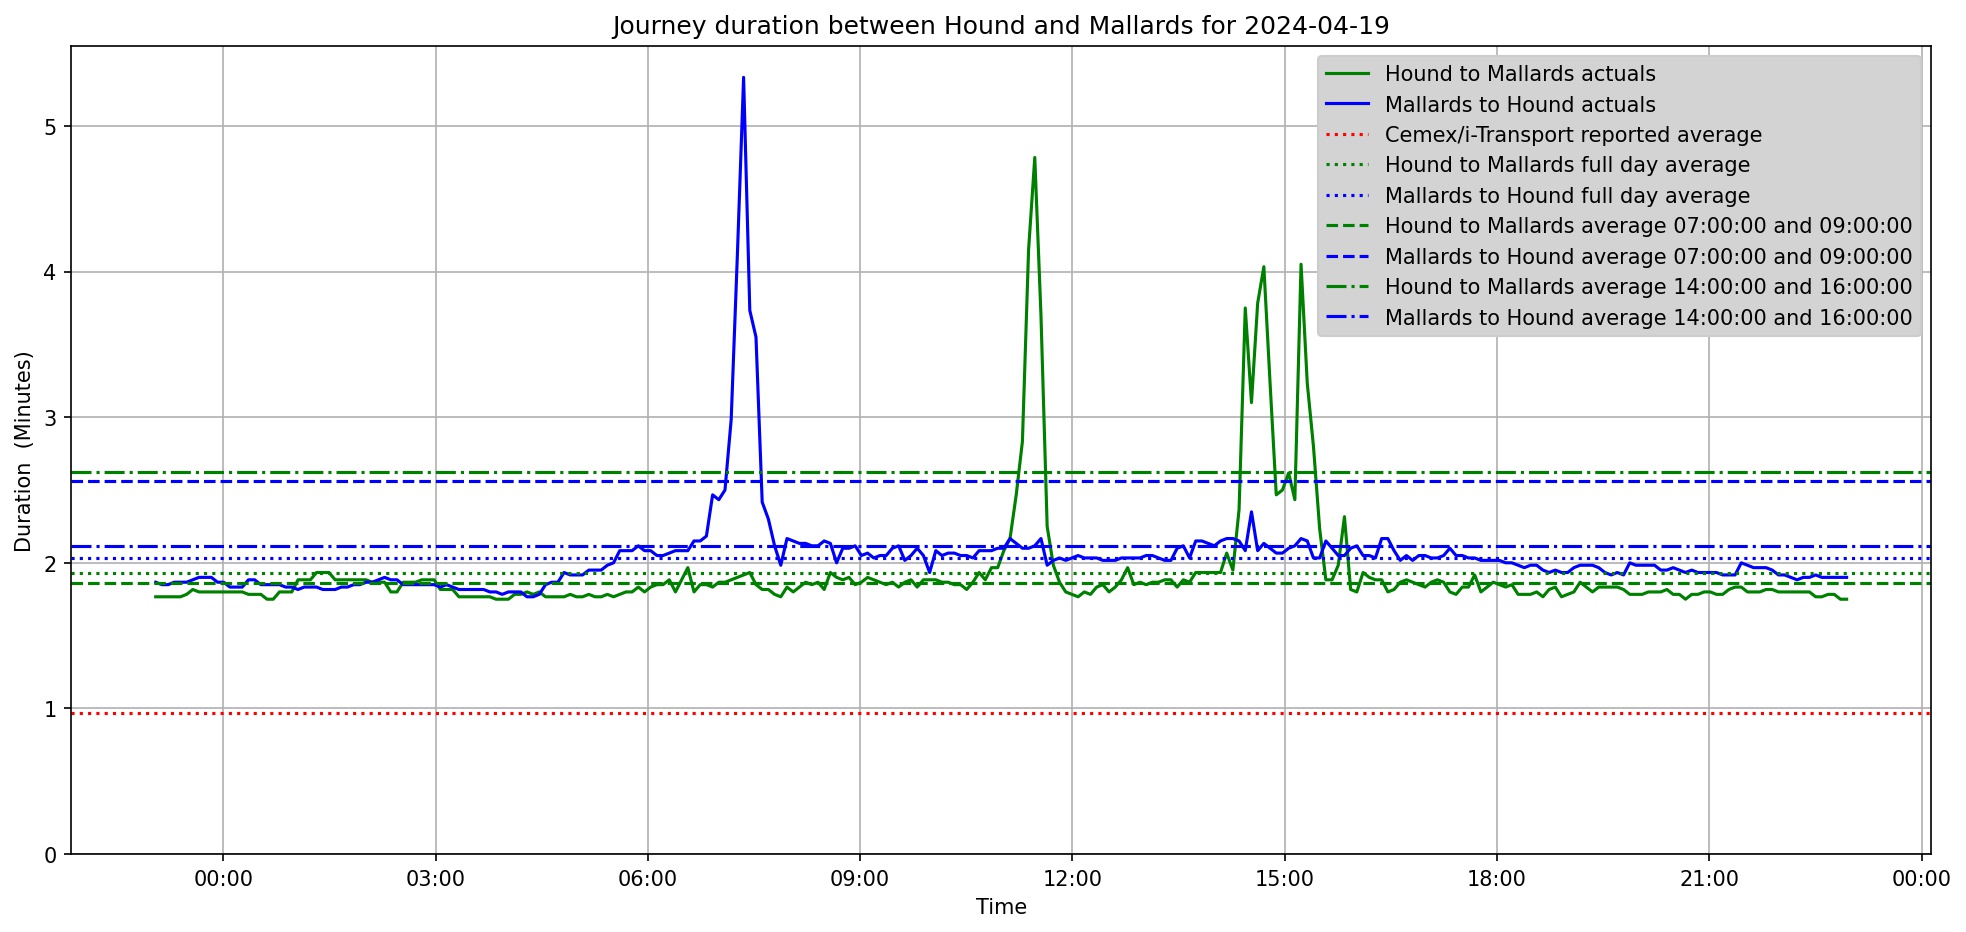 Journey duration between Hound and Mallards for 2024-04-19
Hound to Mallards actuals
Mallards to Hound actuals
Cemex/i-Transport reported average
Hound to Mallards full day average
Mallards to Hound full day average
Hound to Mallards average 07:00:00 and 09:00:00
Mallards to Hound average 07:00:00 and 09:00:00
Hound to Mallards average 14:00:00 and 16:00:00
Mallards to Hound average 14:00:00 and 16:00:00
Duration (Minutes)
5
4
3
2
1
0
00:00 03:00 06:00 09:00 12:00 15:00 18:00 21:00 00:00
Time